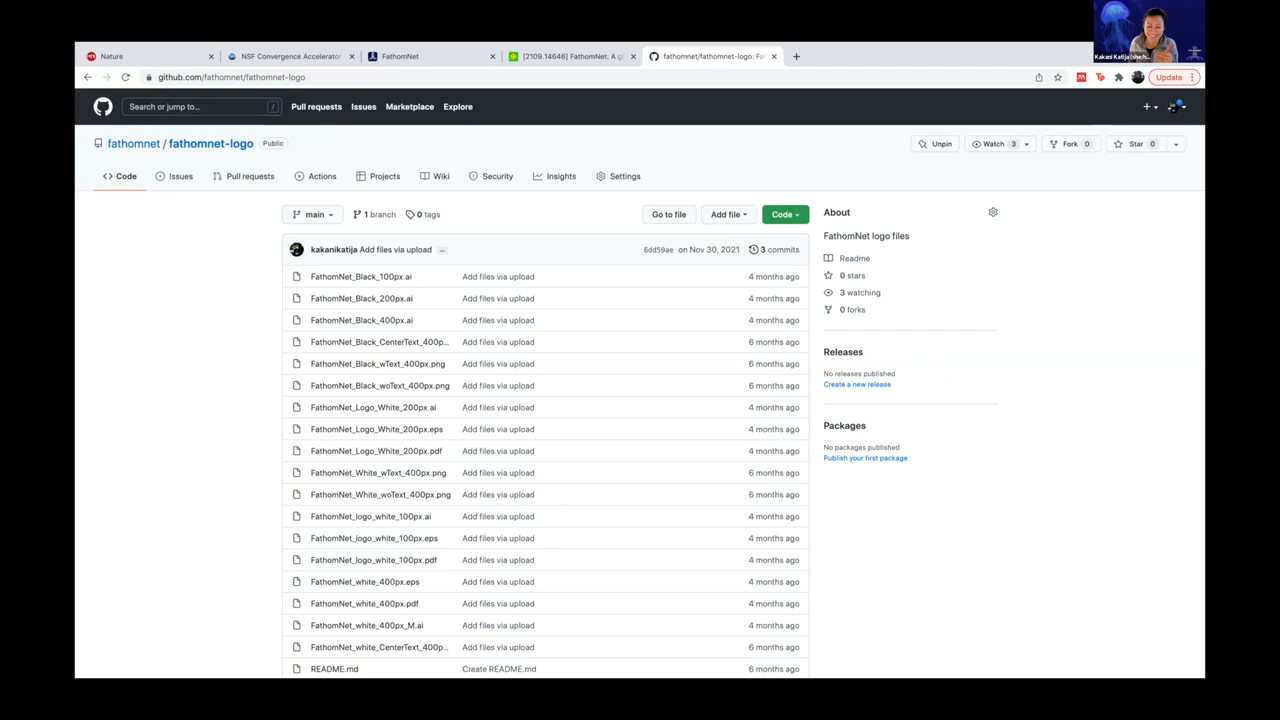 Nature
NSF Convergence Accelerator
FathomNet
[2109.14646] FathomNet: A g
fathomnet/fathomnet-logo: Fa
Kakani Katija (she/h...
github.com/fathomnet/fathomnet-logo
Update
Search or jump to...
/
Pull requests
Issues
Marketplace
Explore
fathomnet / fathomnet-logo
Public
Unpin
Watch 3
Fork 0
Star 0
Code
Issues
Pull requests
Actions
Projects
Wiki
Security
Insights
Settings
main
1 branch
0 tags
Go to file
Add file
Code
About
FathomNet logo files
Readme
0 stars
3 watching
0 forks
Releases
No releases published
Create a new release
Packages
No packages published
Publish your first package
kakanikatija Add files via upload ... 6dd59ae on Nov 30, 2021 3 commits
FathomNet_Black_100px.ai Add files via upload 4 months ago
FathomNet_Black_200px.ai Add files via upload 4 months ago
FathomNet_Black_400px.ai Add files via upload 4 months ago
FathomNet_Black_CenterText_400p... Add files via upload 6 months ago
FathomNet_Black_wText_400px.png Add files via upload 6 months ago
FathomNet_Black_woText_400px.png Add files via upload 6 months ago
FathomNet_Logo_White_200px.ai Add files via upload 4 months ago
FathomNet_Logo_White_200px.eps Add files via upload 4 months ago
FathomNet_Logo_White_200px.pdf Add files via upload 4 months ago
FathomNet_White_wText_400px.png Add files via upload 6 months ago
FathomNet_White_woText_400px.png Add files via upload 6 months ago
FathomNet_logo_white_100px.ai Add files via upload 4 months ago
FathomNet_logo_white_100px.eps Add files via upload 4 months ago
FathomNet_logo_white_100px.pdf Add files via upload 4 months ago
FathomNet_white_400px.eps Add files via upload 4 months ago
FathomNet_white_400px.pdf Add files via upload 4 months ago
FathomNet_white_400px_M.ai Add files via upload 4 months ago
FathomNet_white_CenterText_400p... Add files via upload 6 months ago
README.md Create README.md 6 months ago